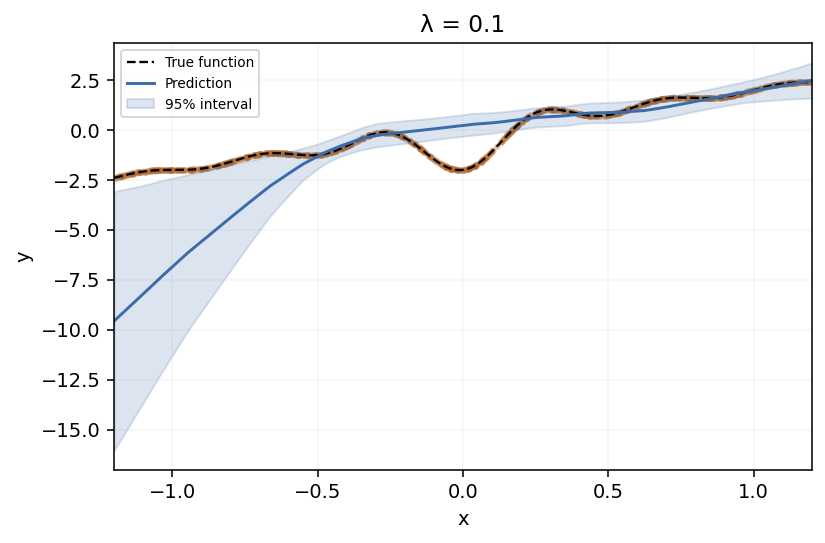 λ = 0.1
True function
Prediction
95% interval
2.5
0.0
−2.5
−5.0
−7.5
−10.0
−12.5
−15.0
y
−1.0 −0.5 0.0 0.5 1.0
x